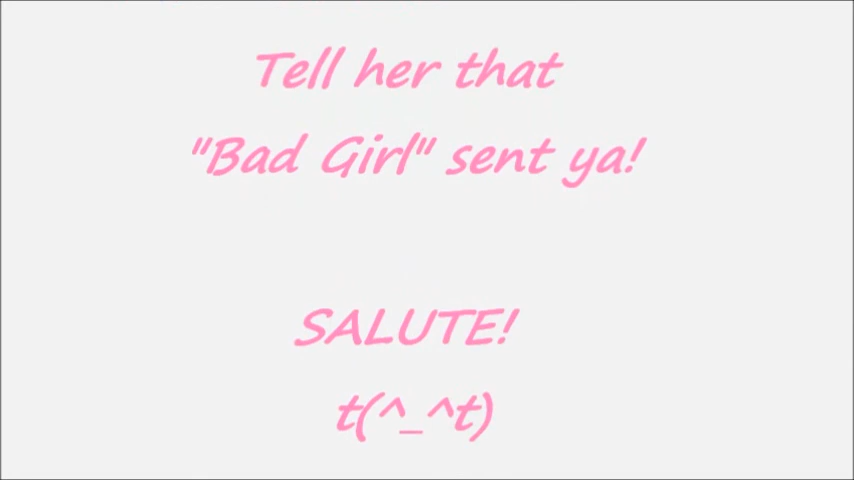 Tell her that
"Bad Girl" sent ya!
SALUTE!
t(^_^t)